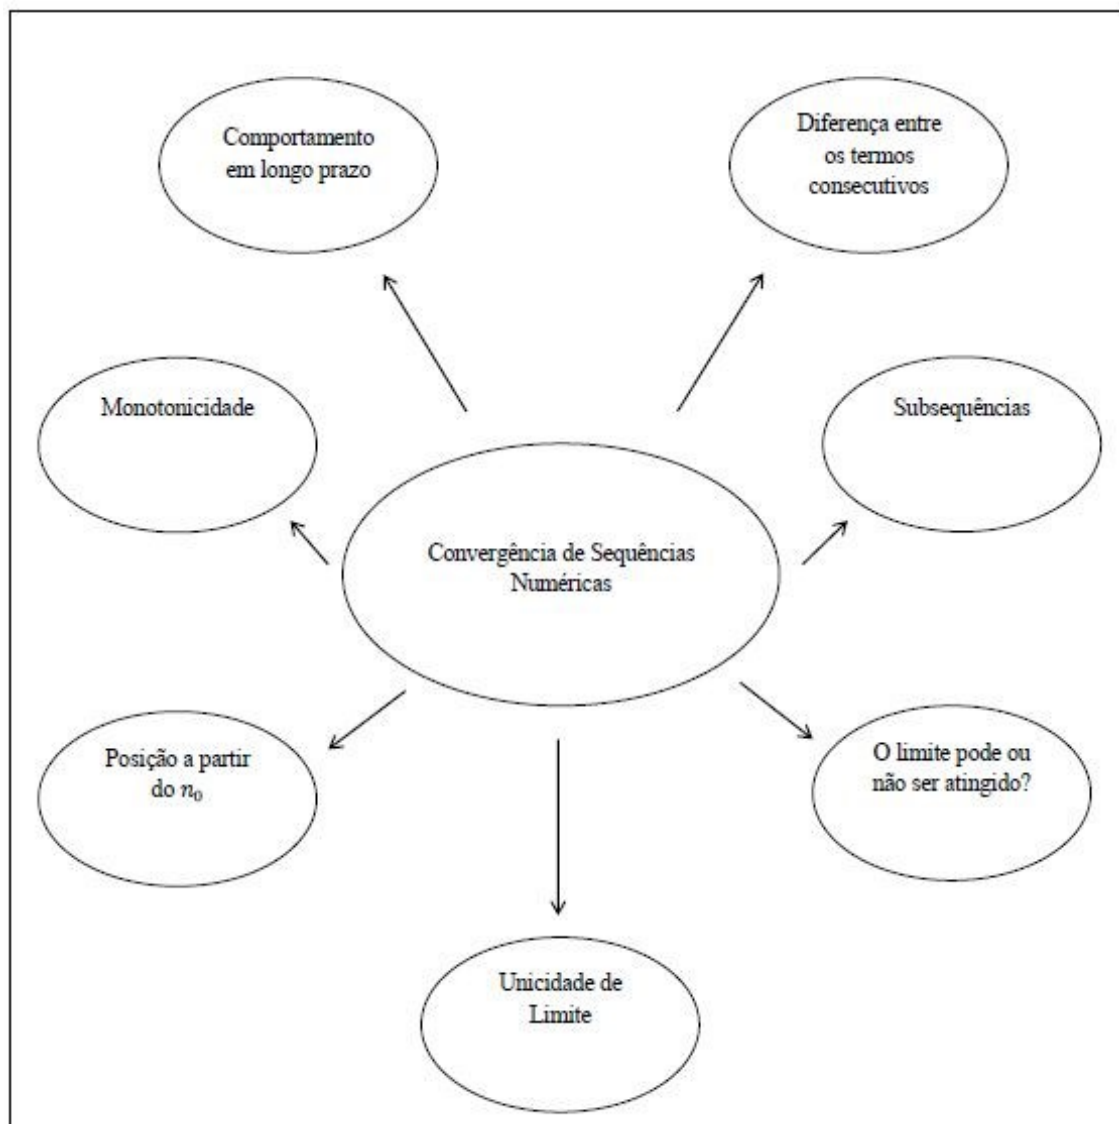 Comportamento
em longo prazo
Diferença entre
os termos
consecutivos
Monotonicidade
Subsequências
Convergência de Sequências
Numéricas
Posição a partir
do n₀
O limite pode ou
não ser atingido?
Unicidade de
Limite